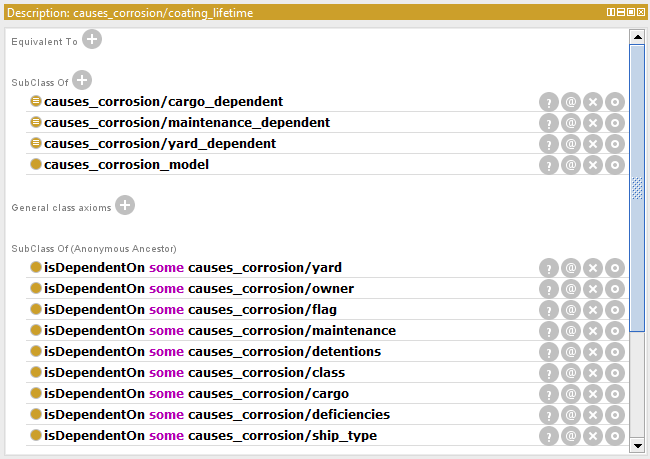 Description: causes_corrosion/coating_lifetime
Equivalent To
SubClass Of
causes_corrosion/cargo_dependent
causes_corrosion/maintenance_dependent
causes_corrosion/yard_dependent
causes_corrosion_model
General class axioms
SubClass Of (Anonymous Ancestor)
isDependentOn some causes_corrosion/yard
isDependentOn some causes_corrosion/owner
isDependentOn some causes_corrosion/flag
isDependentOn some causes_corrosion/maintenance
isDependentOn some causes_corrosion/detentions
isDependentOn some causes_corrosion/class
isDependentOn some causes_corrosion/cargo
isDependentOn some causes_corrosion/deficiencies
isDependentOn some causes_corrosion/ship_type